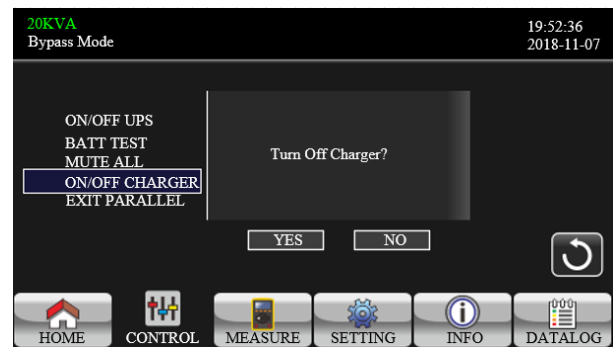 20KVA
Bypass Mode
19:52:36
2018-11-07
ON/OFF UPS
BATT TEST
MUTE ALL
ON/OFF CHARGER
EXIT PARALLEL
Turn Off Charger?
YES
NO
HOME
CONTROL
MEASURE
SETTING
INFO
DATALOG